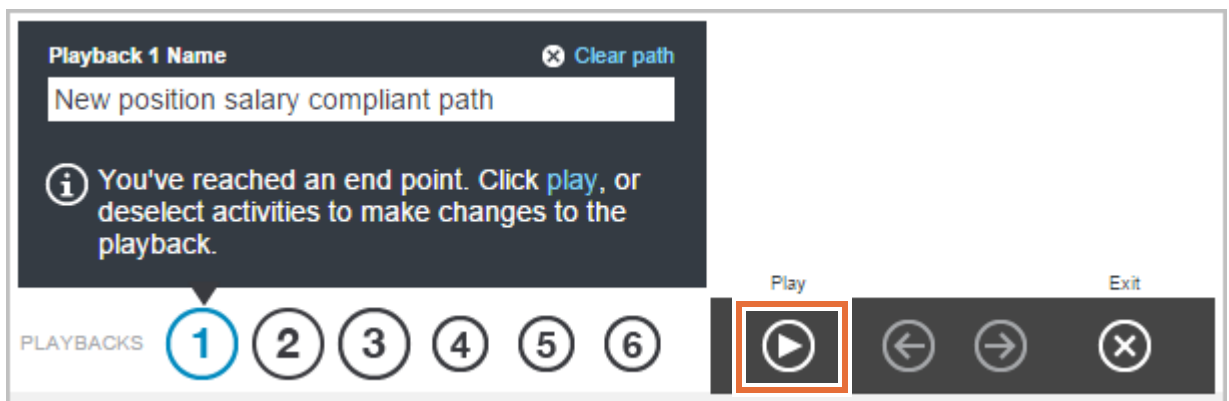 Playback 1 Name
Clear path
New position salary compliant path
You've reached an end point. Click play, or
deselect activities to make changes to the
playback.
Play
Exit
PLAYBACKS 1 2 3 4 5 6